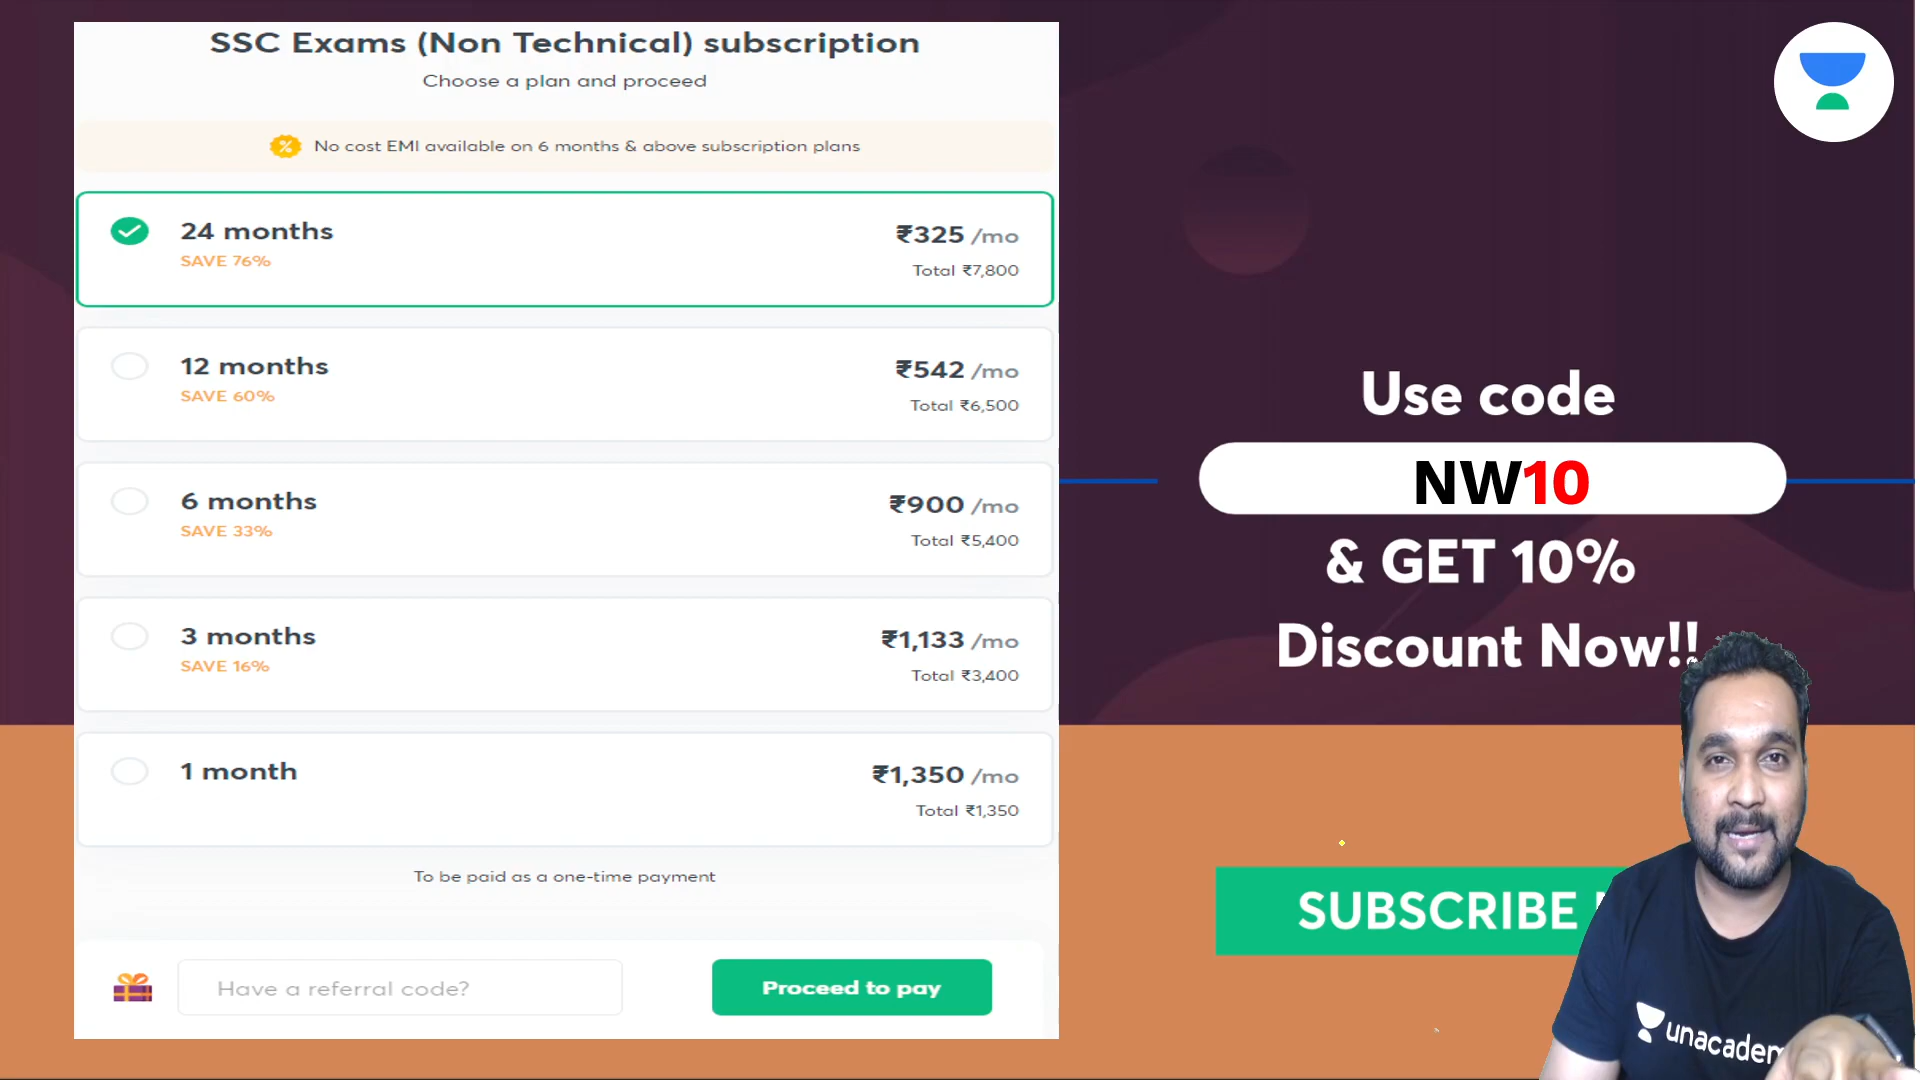 SSC Exams (Non Technical) subscription
Choose a plan and proceed
No cost EMI available on 6 months & above subscription plans
24 months
SAVE 76%
₹325 /mo
Total ₹7,800
12 months
SAVE 60%
₹542 /mo
Total ₹6,500
6 months
SAVE 33%
₹900 /mo
Total ₹5,400
3 months
SAVE 16%
₹1,133 /mo
Total ₹3,400
1 month
₹1,350 /mo
Total ₹1,350
To be paid as a one-time payment
Have a referral code?
Proceed to pay
Use code
NW10
& GET 10%
Discount Now!!
SUBSCRIBE
unacadem